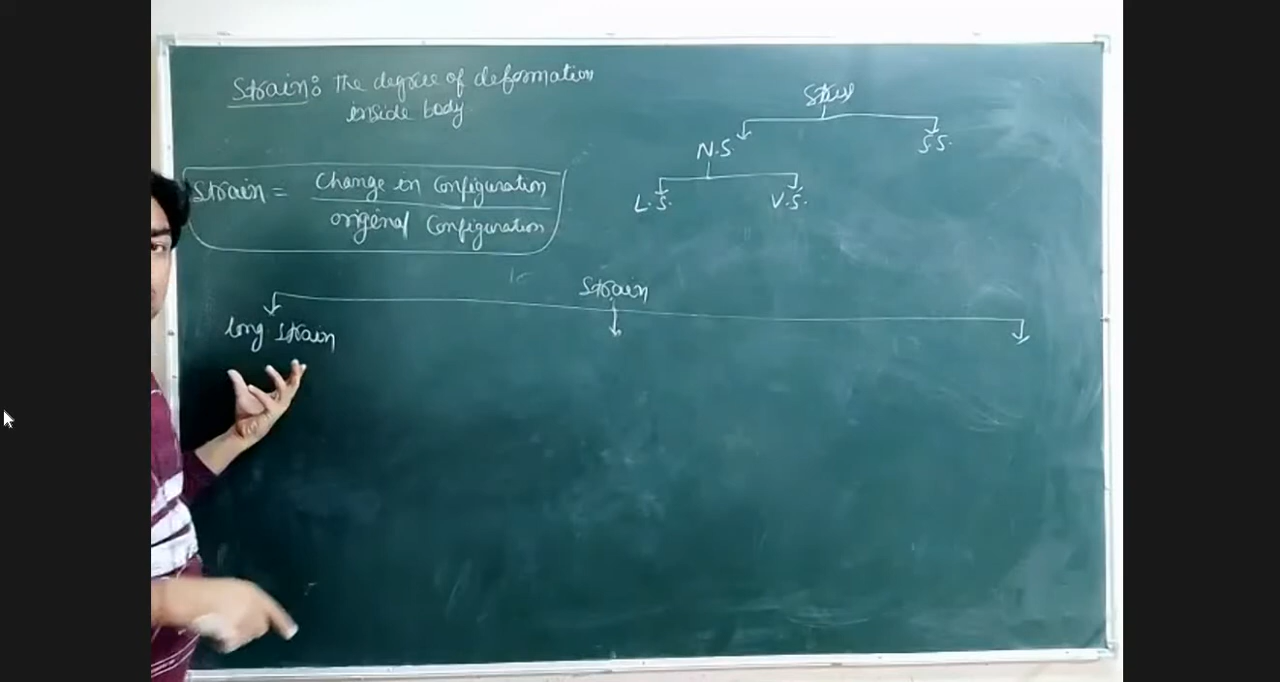 Strain: The degree of deformation
inside body
Stress
N.S.
S.S.
L.S.
V.S.
Strain = Change in Configuration
original Configuration
Strain
long. Strain